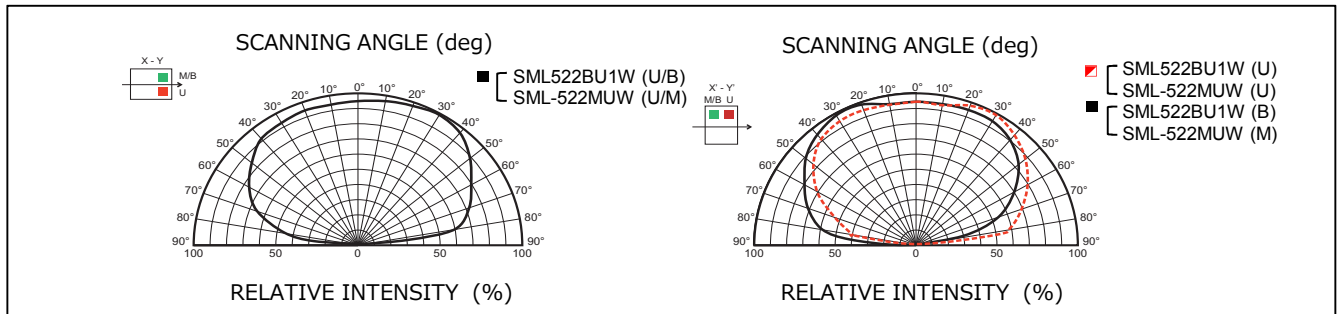 SCANNING ANGLE (deg)
X - Y
M/B
U
SML522BU1W (U/B)
SML-522MUW (U/M)
0°
10° 10°
20° 20°
30° 30°
40° 40°
50° 50°
60° 60°
70° 70°
80° 80°
90° 90°
100 50 0 50 100
RELATIVE INTENSITY (%)
SCANNING ANGLE (deg)
X' - Y'
M/B U
SML522BU1W (U)
SML-522MUW (U)
SML522BU1W (B)
SML-522MUW (M)
0°
10° 10°
20° 20°
30° 30°
40° 40°
50° 50°
60° 60°
70° 70°
80° 80°
90° 90°
100 50 0 50 100
RELATIVE INTENSITY (%)